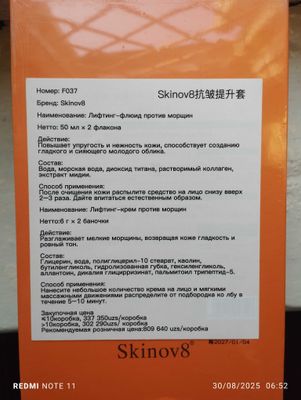 Номер: F037
Skinov8抗皱提升套
Бренд: Skinov8
Наименование: Лифтинг-флюид против морщин
Нетто: 50 мл × 2 флакона
Действие:
Повышает упругость и нежность кожи, способствует созданию
гладкого и сияющего молодого облика.
Состав:
Вода, морская вода, диоксид титана, растворимый коллаген,
экстракт мидии.
Способ применения:
После очищения кожи распылите средство на лицо снизу вверх
2–3 раза. Дайте впитаться естественным образом.
Наименование: Лифтинг-крем против морщин
Нетто:6 г × 2 баночки
Действие:
Разглаживает мелкие морщины, возвращая коже гладкость и
ровный тон.
Состав:
Глицерин, вода, полиглицерил-10 стеарат, кваолин,
бутиленгликоль, гидролизованная губка, гексиленгликоль,
аллантоин, дикалия глицирризинат, пальмитоил трипептид-5.
Способ применения:
Нанесите небольшое количество крема на лицо и мягкими
массажными движениями распределите от подбородка ко лбу в
течение 5–10 минут.
Закупочная цена
≤10коробка, 337 350uzs/коробка
>10коробка, 302 290uzs/ коробка
Рекомендуемая розничная цена:809 640 uzs/коробка
Skinov8®
2027-01-04
REDMI NOTE 11
30/08/2025 06:52